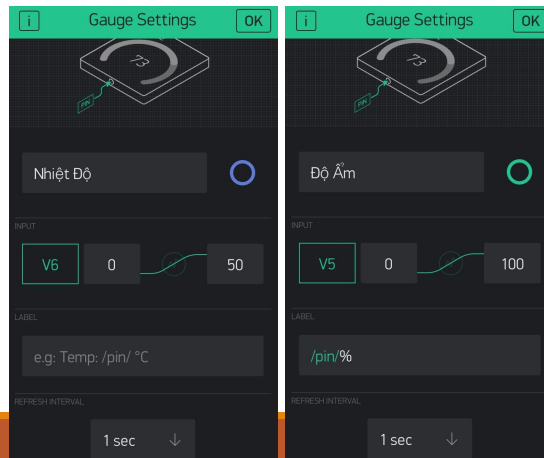 i Gauge Settings OK
73
PIN
Nhiệt Độ
INPUT
V6 0 50
LABEL
e.g: Temp: /pin/ °C
REFRESH INTERVAL
1 sec
i Gauge Settings OK
73
PIN
Độ Ẩm
INPUT
V5 0 100
LABEL
/pin/%
REFRESH INTERVAL
1 sec